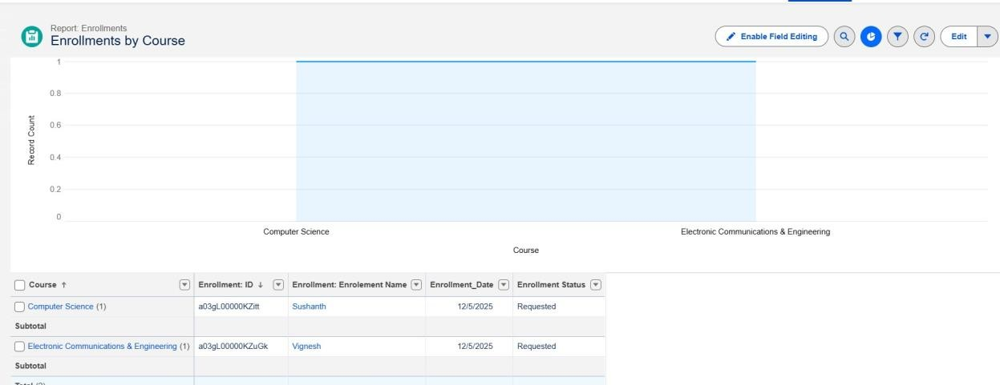 Report: Enrollments
Enrollments by Course
Enable Field Editing
Edit
1
0.8
0.6
0.4
0.2
0
Record Count
Computer Science
Electronic Communications & Engineering
Course
Course ↑ Enrollment: ID ↓ Enrollment: Enrolement Name Enrollment_Date Enrollment Status
Computer Science (1) a03gL00000KZitt Sushanth 12/5/2025 Requested
Subtotal
Electronic Communications & Engineering (1) a03gL00000KZuGk Vignesh 12/5/2025 Requested
Subtotal
Total (2)